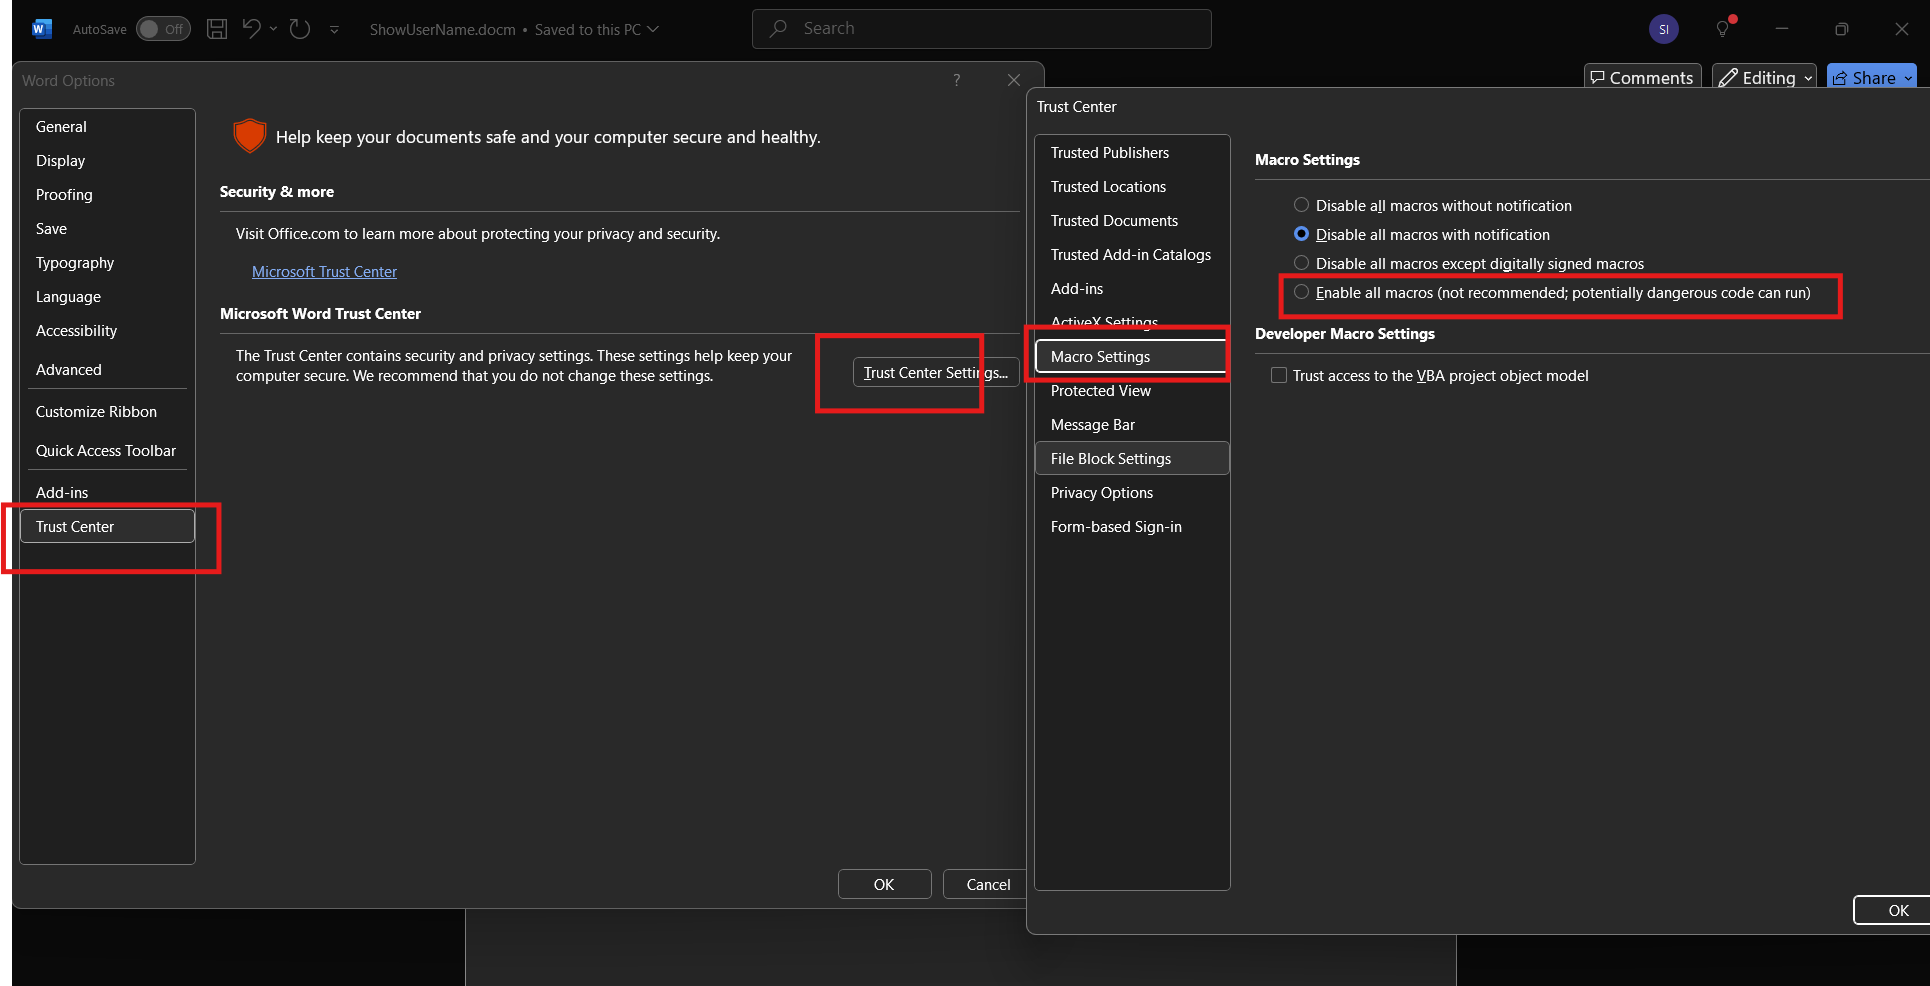 W AutoSave Off ShowUserName.docm • Saved to this PC Search SI
Comments Editing Share
Word Options ?
General
Display
Proofing
Save
Typography
Language
Accessibility
Advanced
Customize Ribbon
Quick Access Toolbar
Add-ins
Trust Center
Help keep your documents safe and your computer secure and healthy.
Security & more
Visit Office.com to learn more about protecting your privacy and security.
Microsoft Trust Center
Microsoft Word Trust Center
The Trust Center contains security and privacy settings. These settings help keep your
computer secure. We recommend that you do not change these settings.
Trust Center Settings...
OK Cancel
Trust Center
Trusted Publishers
Trusted Locations
Trusted Documents
Trusted Add-in Catalogs
Add-ins
ActiveX Settings
Macro Settings
Protected View
Message Bar
File Block Settings
Privacy Options
Form-based Sign-in
Macro Settings
Disable all macros without notification
Disable all macros with notification
Disable all macros except digitally signed macros
Enable all macros (not recommended; potentially dangerous code can run)
Developer Macro Settings
Trust access to the VBA project object model
OK